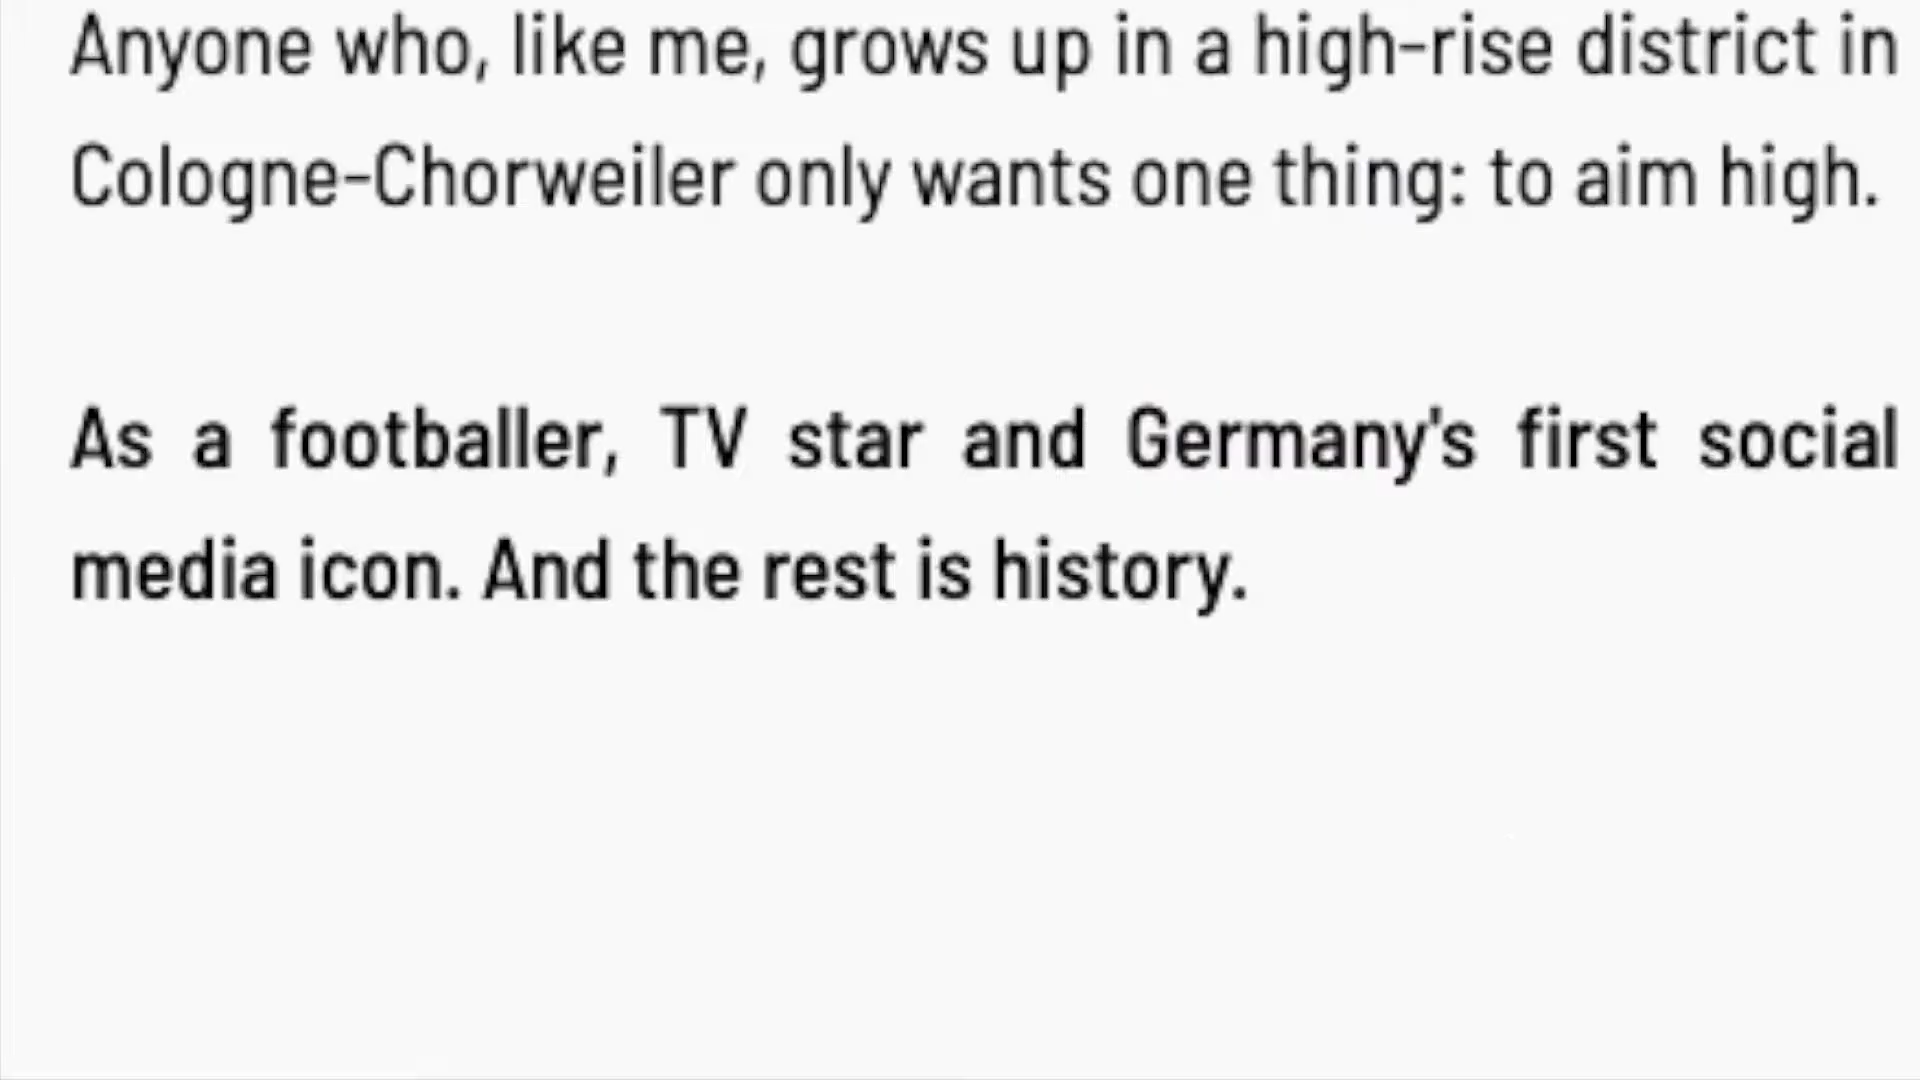 Anyone who, like me, grows up in a high-rise district in
Cologne-Chorweiler only wants one thing: to aim high.
As a footballer, TV star and Germany's first social
media icon. And the rest is history.